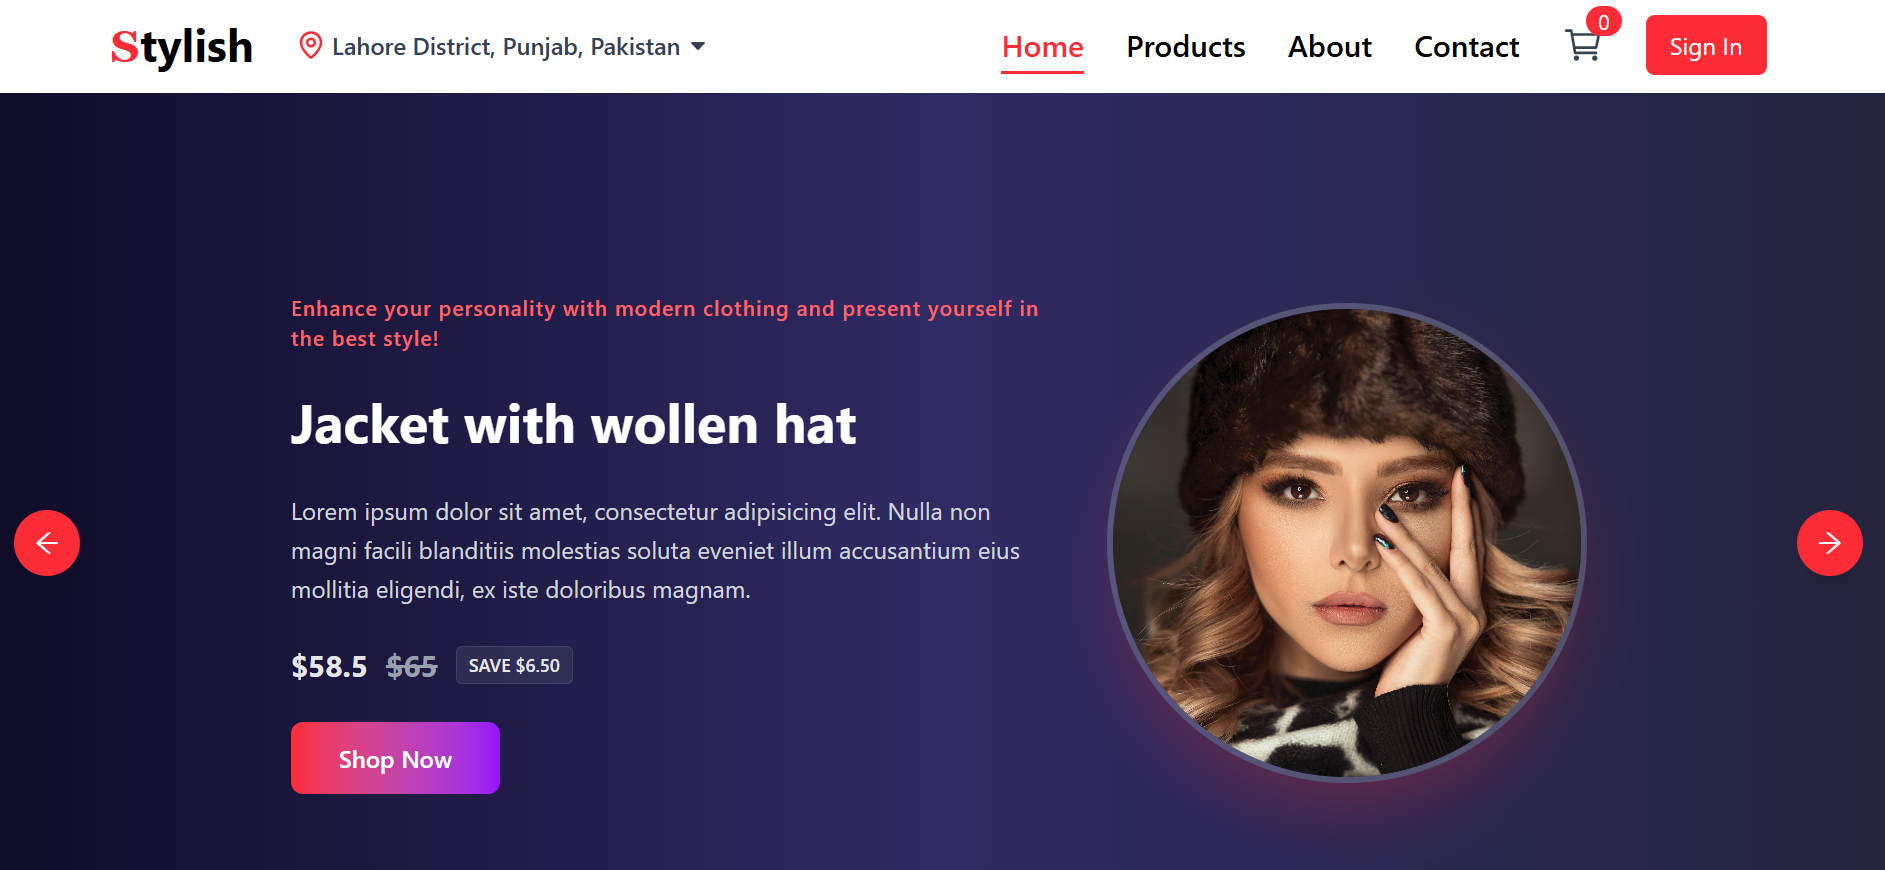 Stylish
Lahore District, Punjab, Pakistan
Home
Products
About
Contact
0
Sign In
Enhance your personality with modern clothing and present yourself in
the best style!
Jacket with wollen hat
Lorem ipsum dolor sit amet, consectetur adipisicing elit. Nulla non
magni facili blanditiis molestias soluta eveniet illum accusantium eius
mollitia eligendi, ex iste doloribus magnam.
$58.5 $65 SAVE $6.50
Shop Now